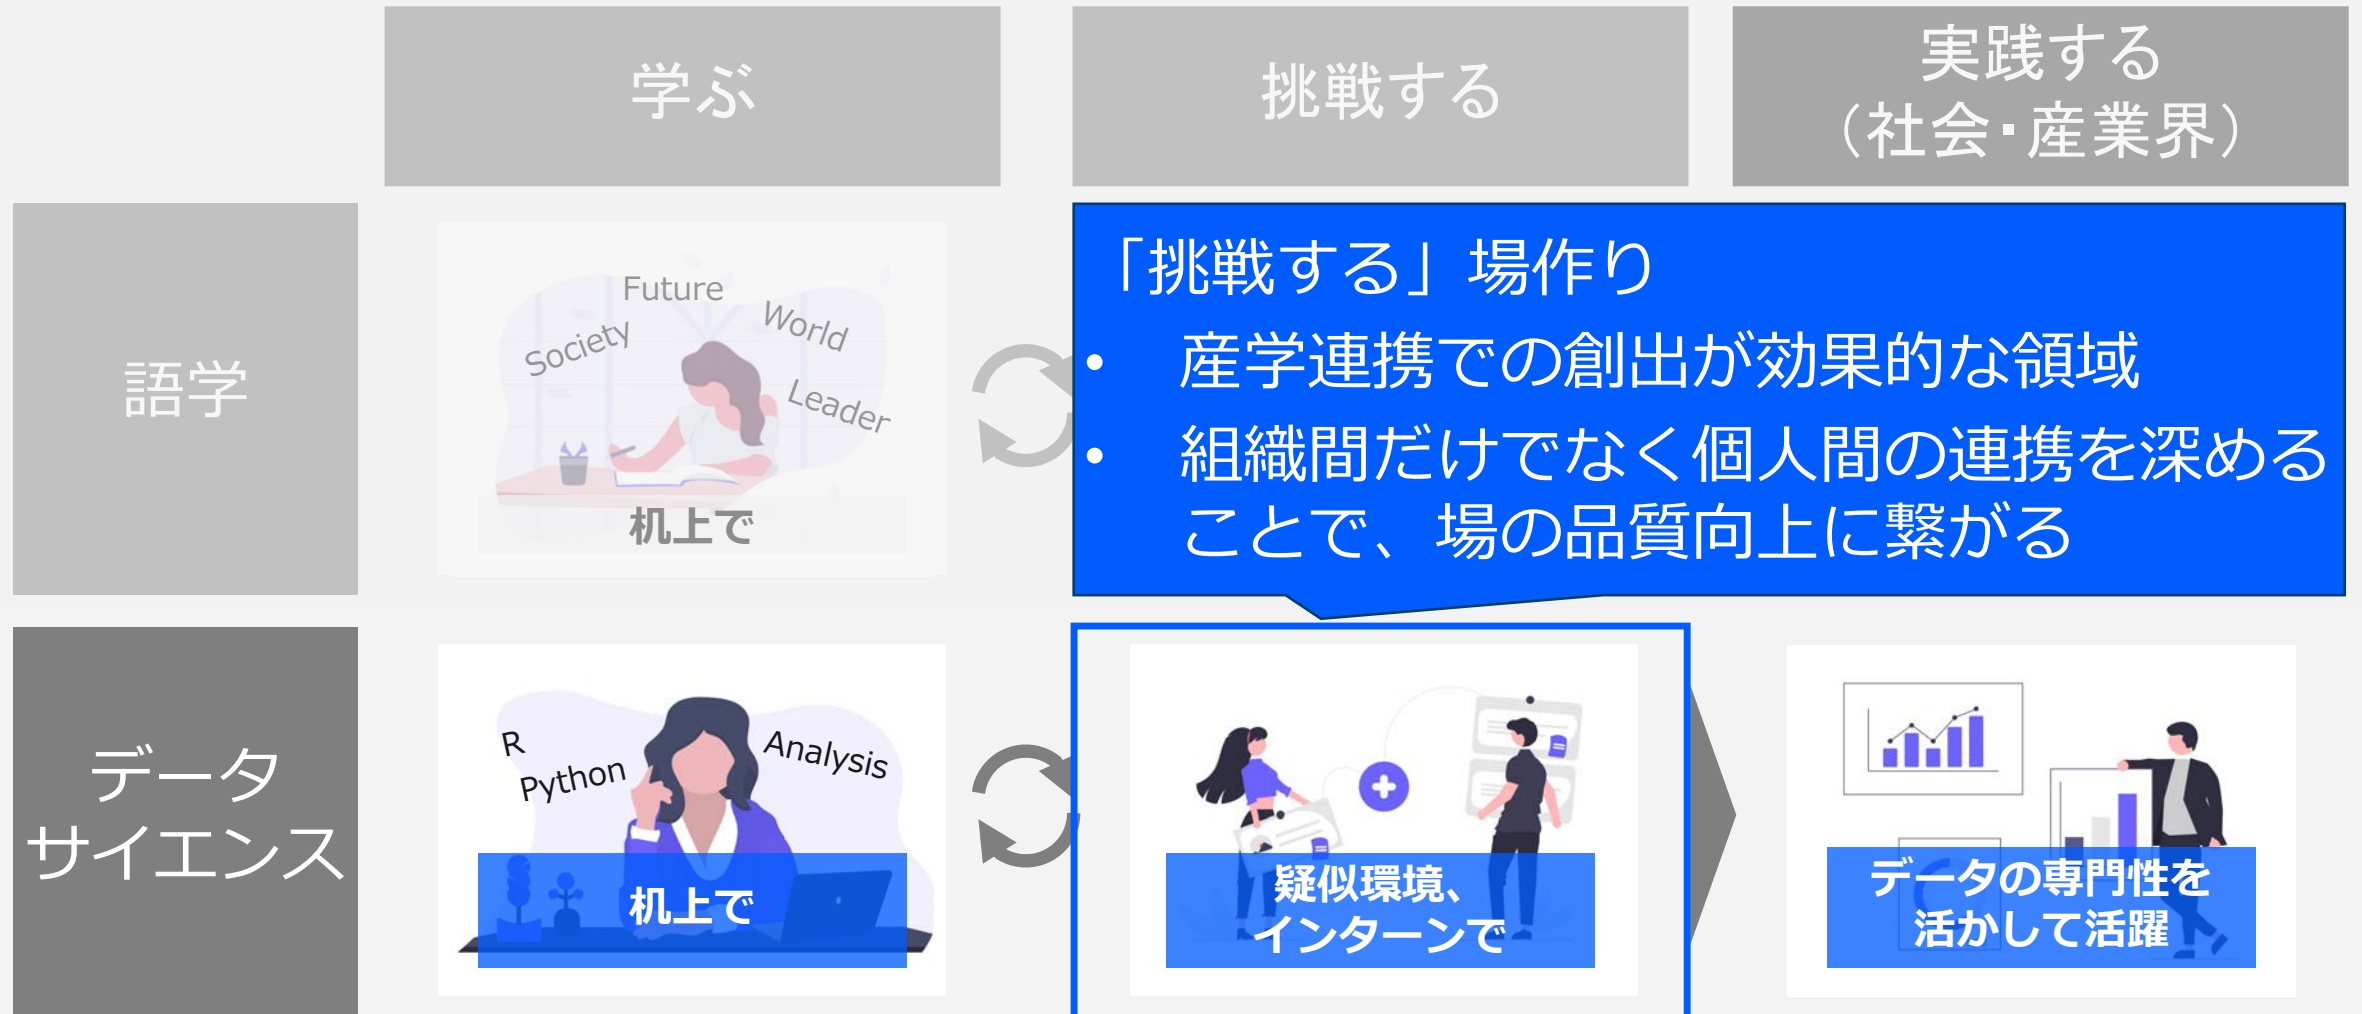 学ぶ
挑戦する
実践する
（社会・産業界）
語学
Future
World
Society
Leader
机上で
「挑戦する」場作り
• 産学連携での創出が効果的な領域
• 組織間だけでなく個人間の連携を深める
ことで、場の品質向上に繋がる
データ
サイエンス
R
Python
Analysis
机上で
疑似環境、
インターンで
データの専門性を
活かして活躍